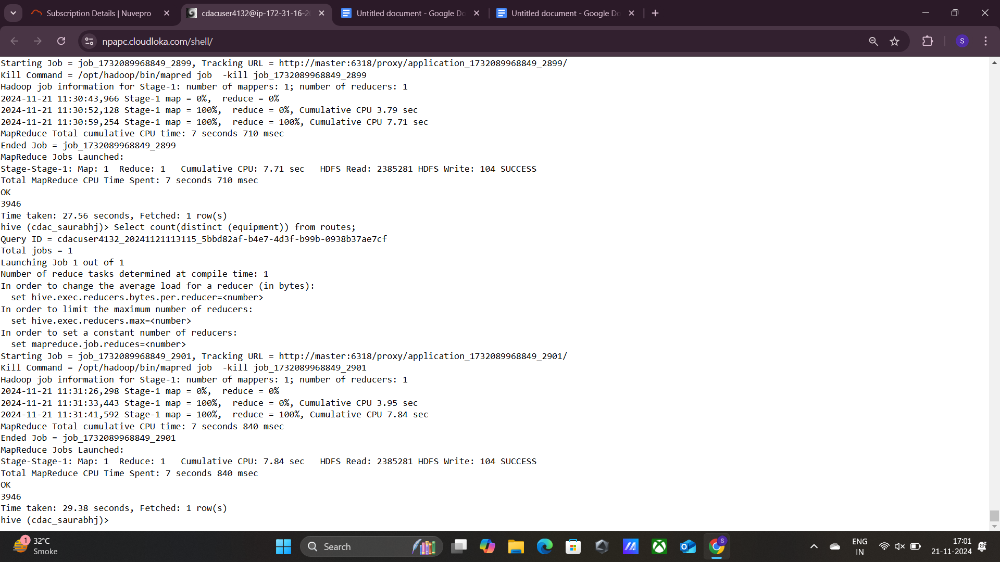 Subscription Details | Nuvepro
cdacuser4132@ip-172-31-16-2
Untitled document - Google Do
Untitled document - Google Do
npapc.cloudloka.com/shell/
S
Starting Job = job_1732089968849_2899, Tracking URL = http://master:6318/proxy/application_1732089968849_2899/
Kill Command = /opt/hadoop/bin/mapred job  -kill job_1732089968849_2899
Hadoop job information for Stage-1: number of mappers: 1; number of reducers: 1
2024-11-21 11:30:43,966 Stage-1 map = 0%,  reduce = 0%
2024-11-21 11:30:52,128 Stage-1 map = 100%,  reduce = 0%, Cumulative CPU 3.79 sec
2024-11-21 11:30:59,254 Stage-1 map = 100%,  reduce = 100%, Cumulative CPU 7.71 sec
MapReduce Total cumulative CPU time: 7 seconds 710 msec
Ended Job = job_1732089968849_2899
MapReduce Jobs Launched:
Stage-Stage-1: Map: 1  Reduce: 1   Cumulative CPU: 7.71 sec   HDFS Read: 2385281 HDFS Write: 104 SUCCESS
Total MapReduce CPU Time Spent: 7 seconds 710 msec
OK
3946
Time taken: 27.56 seconds, Fetched: 1 row(s)
hive (cdac_saurabhj)> Select count(distinct (equipment)) from routes;
Query ID = cdacuser4132_20241121113115_5bbd82af-b4e7-4d3f-b99b-0938b37ae7cf
Total jobs = 1
Launching Job 1 out of 1
Number of reduce tasks determined at compile time: 1
In order to change the average load for a reducer (in bytes):
  set hive.exec.reducers.bytes.per.reducer=<number>
In order to limit the maximum number of reducers:
  set hive.exec.reducers.max=<number>
In order to set a constant number of reducers:
  set mapreduce.job.reduces=<number>
Starting Job = job_1732089968849_2901, Tracking URL = http://master:6318/proxy/application_1732089968849_2901/
Kill Command = /opt/hadoop/bin/mapred job  -kill job_1732089968849_2901
Hadoop job information for Stage-1: number of mappers: 1; number of reducers: 1
2024-11-21 11:31:26,298 Stage-1 map = 0%,  reduce = 0%
2024-11-21 11:31:33,443 Stage-1 map = 100%,  reduce = 0%, Cumulative CPU 3.95 sec
2024-11-21 11:31:41,592 Stage-1 map = 100%,  reduce = 100%, Cumulative CPU 7.84 sec
MapReduce Total cumulative CPU time: 7 seconds 840 msec
Ended Job = job_1732089968849_2901
MapReduce Jobs Launched:
Stage-Stage-1: Map: 1  Reduce: 1   Cumulative CPU: 7.84 sec   HDFS Read: 2385281 HDFS Write: 104 SUCCESS
Total MapReduce CPU Time Spent: 7 seconds 840 msec
OK
3946
Time taken: 29.38 seconds, Fetched: 1 row(s)
hive (cdac_saurabhj)>
1
32°C
Smoke
Search
S
ENG
IN
17:01
21-11-2024